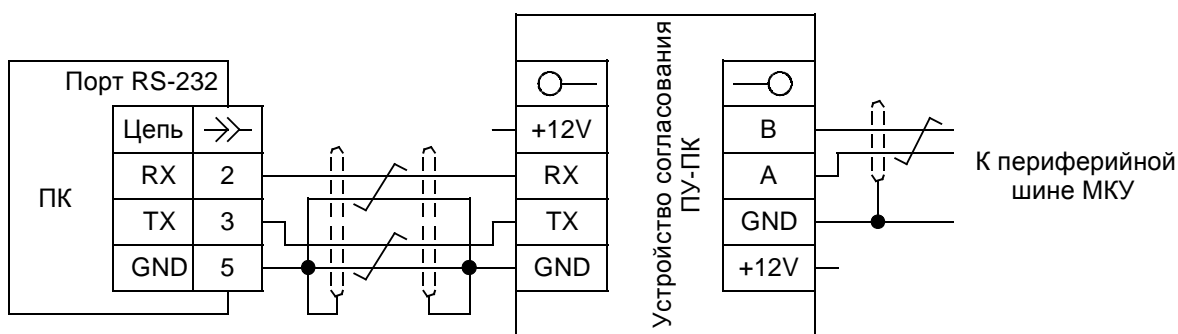 ПК
Порт RS-232
Цепь
RX 2
TX 3
GND 5
+12V
RX
TX
GND
Устройство согласования
ПУ-ПК
B
A
GND
+12V
К периферийной
шине МКУ